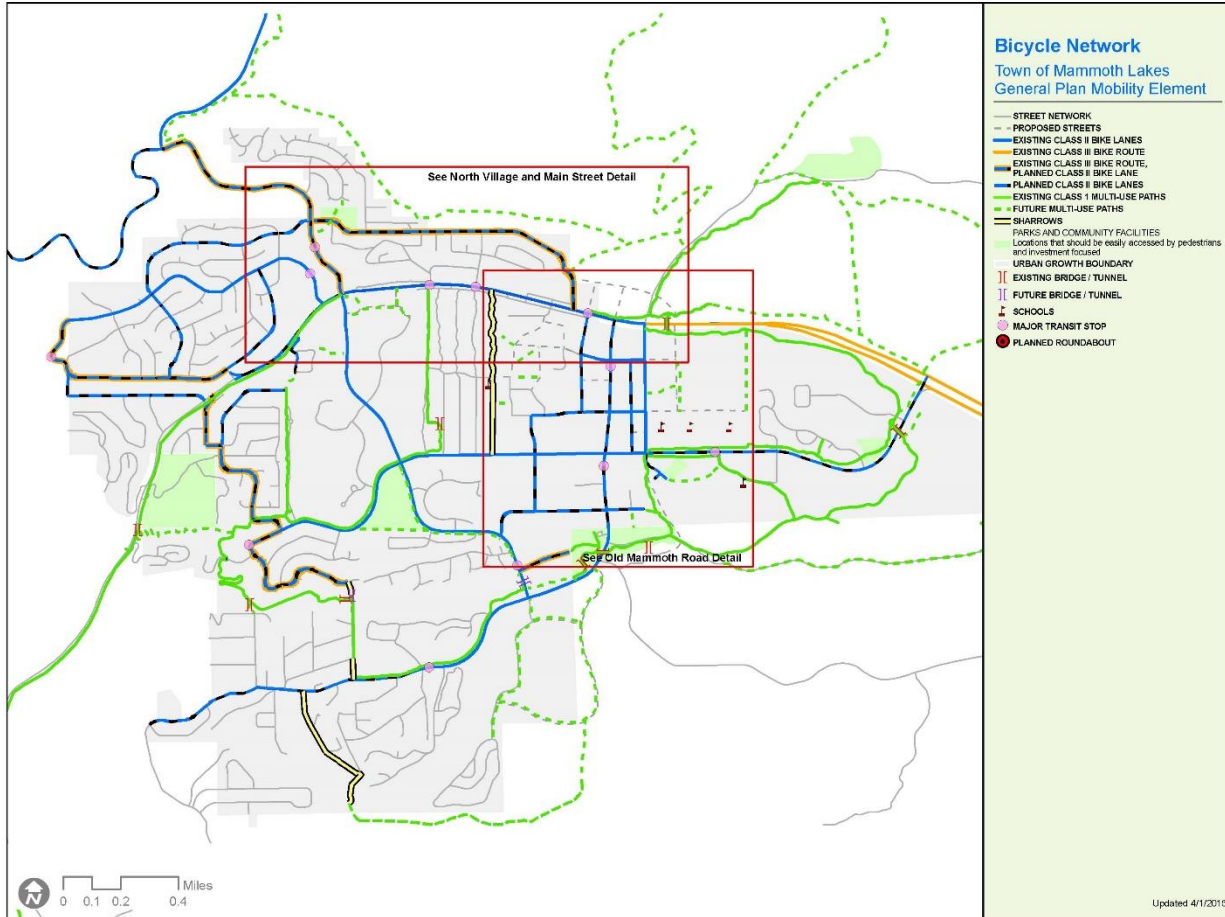 See North Village and Main Street Detail
See Old Mammoth Road Detail
N
Miles
0 0.1 0.2 0.4
Bicycle Network
Town of Mammoth Lakes
General Plan Mobility Element
STREET NETWORK
PROPOSED STREETS
EXISTING CLASS II BIKE LANES
EXISTING CLASS III BIKE ROUTE
EXISTING CLASS III BIKE ROUTE,
PLANNED CLASS II BIKE LANE
PLANNED CLASS II BIKE LANES
EXISTING CLASS 1 MULTI-USE PATHS
FUTURE MULTI-USE PATHS
SHARROWS
PARKS AND COMMUNITY FACILITIES
Locations that should be easily accessed by pedestrians
and investment focused
URBAN GROWTH BOUNDARY
EXISTING BRIDGE / TUNNEL
FUTURE BRIDGE / TUNNEL
SCHOOLS
MAJOR TRANSIT STOP
PLANNED ROUNDABOUT
Updated